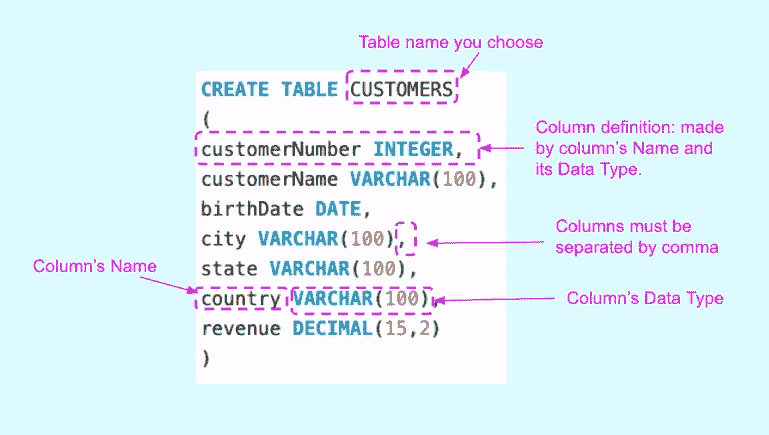 Table name you choose
CREATE TABLE CUSTOMERS
(
customerNumber INTEGER,
Column definition: made
by column's Name and
its Data Type.
customerName VARCHAR(100),
birthDate DATE,
city VARCHAR(100),
Columns must be
separated by comma
state VARCHAR(100),
Column's Name
country VARCHAR(100),
Column's Data Type
revenue DECIMAL(15,2)
)